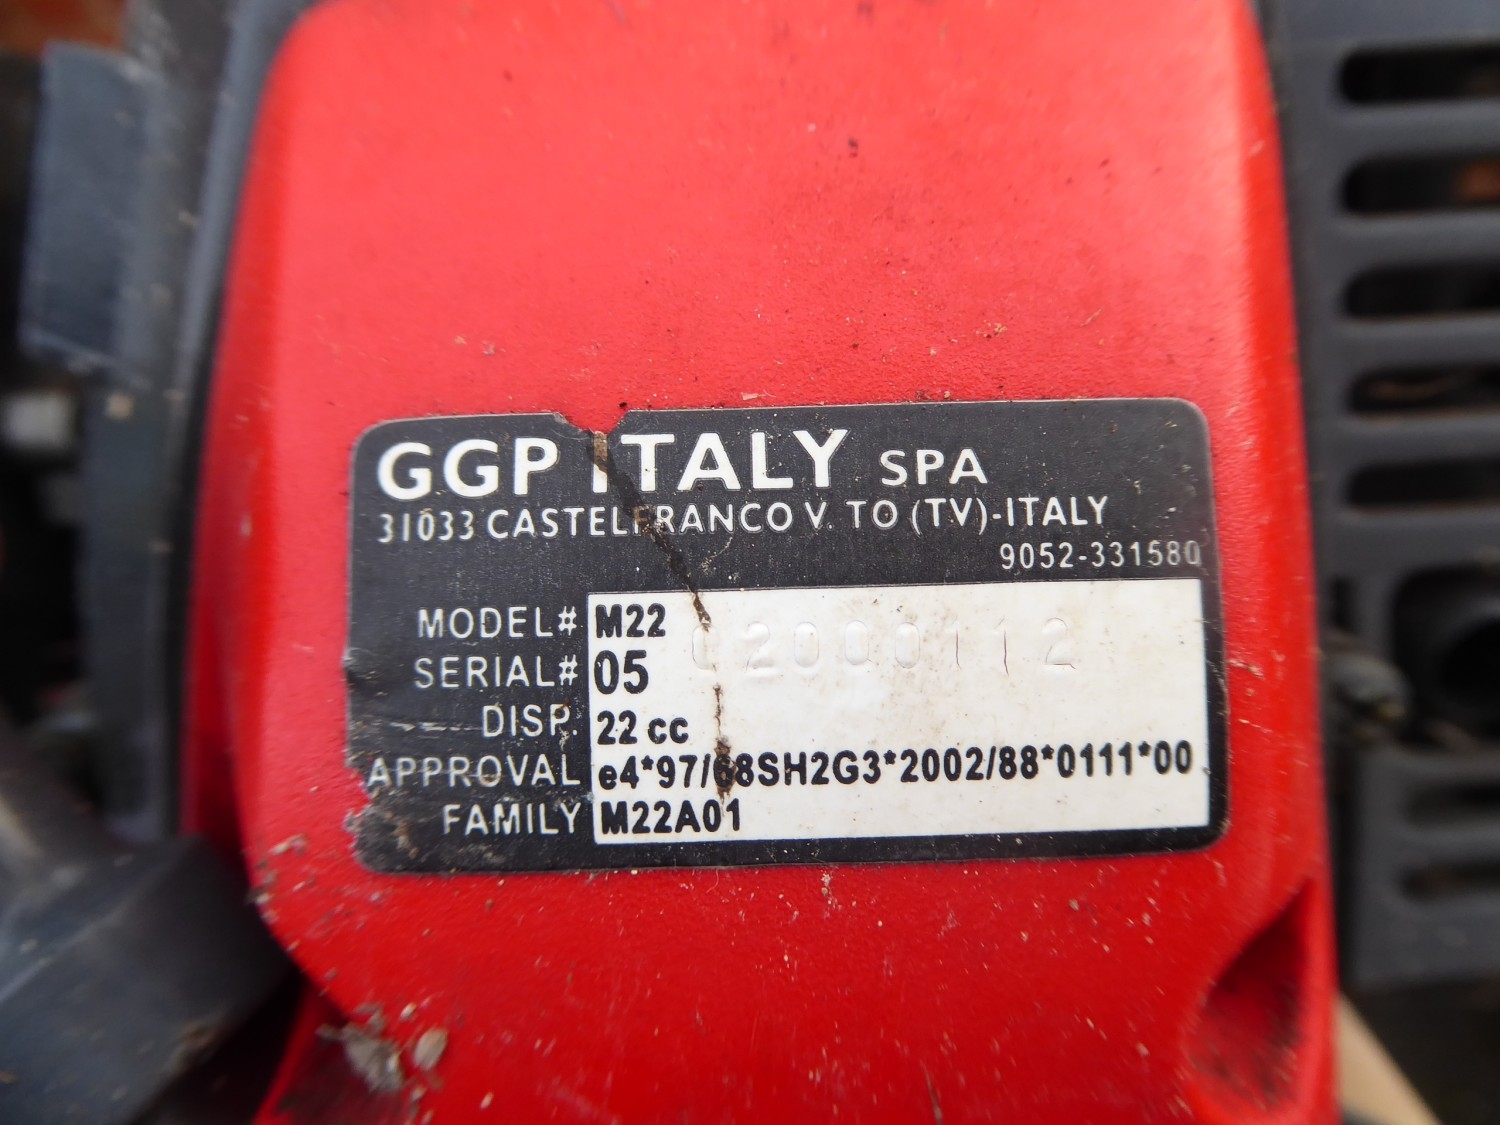 GGP ITALY SPA
31033 CASTELFRANCO V. TO (TV)-ITALY
9052-331580
MODEL# M22
SERIAL# 05 02000112
DISP. 22 cc
APPROVAL e4*97/68SH2G3*2002/88*0111*00
FAMILY M22A01